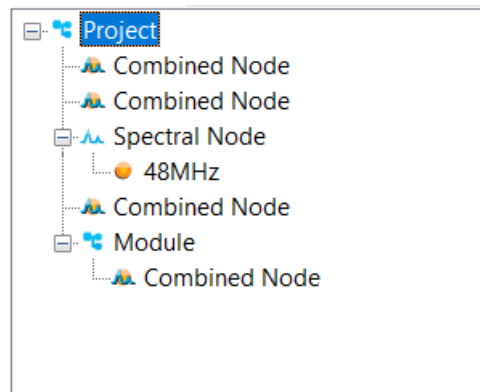 Project
Combined Node
Combined Node
Spectral Node
48MHz
Combined Node
Module
Combined Node